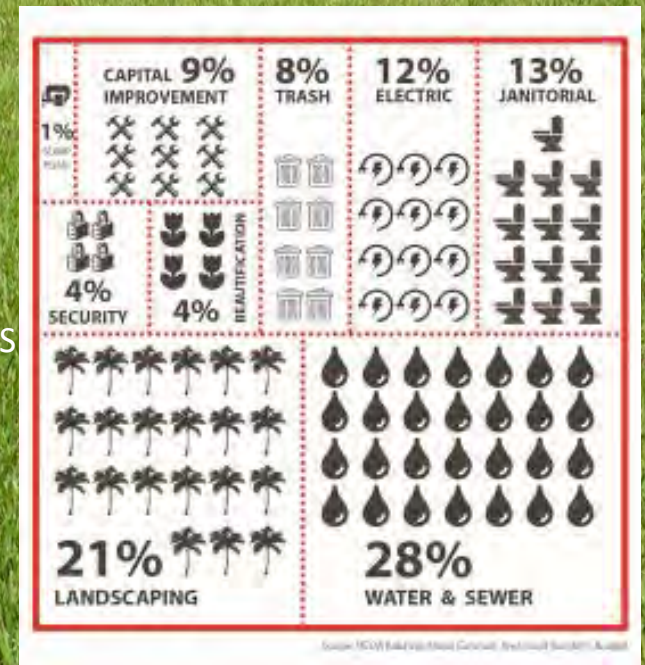 CAPITAL 9%
IMPROVEMENT
8%
TRASH
12%
ELECTRIC
13%
JANITORIAL
1%
4%
SECURITY
4%
BEAUTIFICATION
S
21%
LANDSCAPING
28%
WATER & SEWER